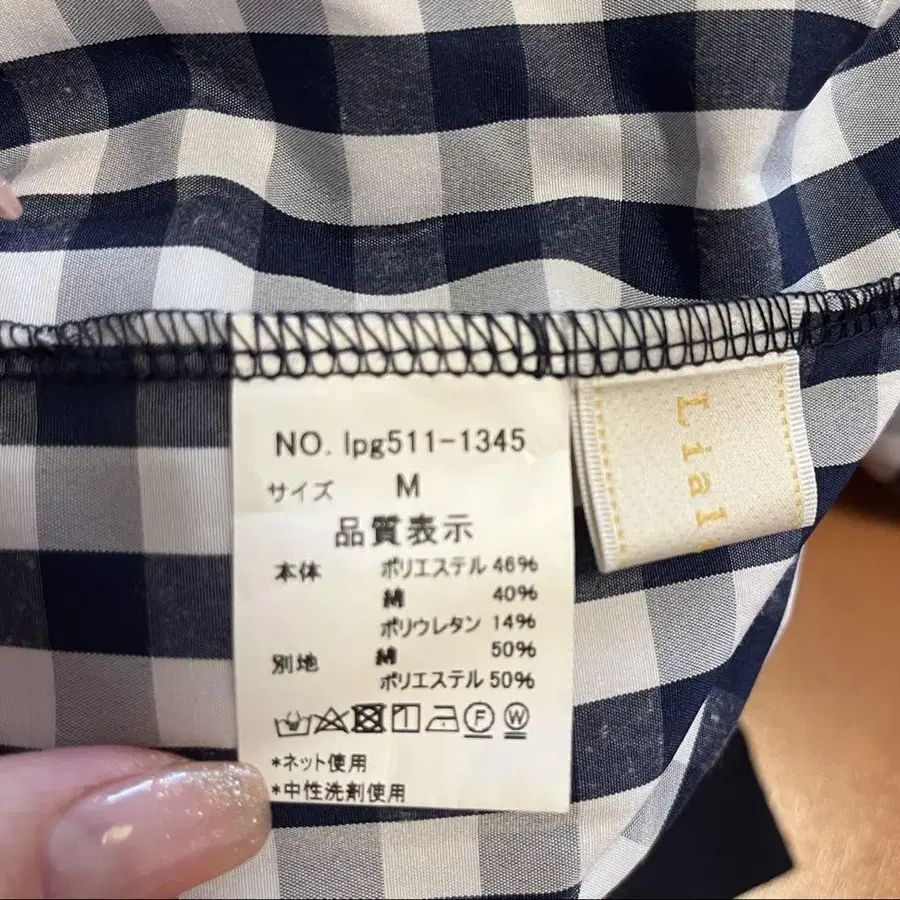 NO. lpg511-1345
サイズ M
品質表示
本体 ポリエステル 46%
綿 40%
ポリウレタン 14%
別地 綿 50%
ポリエステル 50%
F W
*ネット使用
*中性洗剤使用